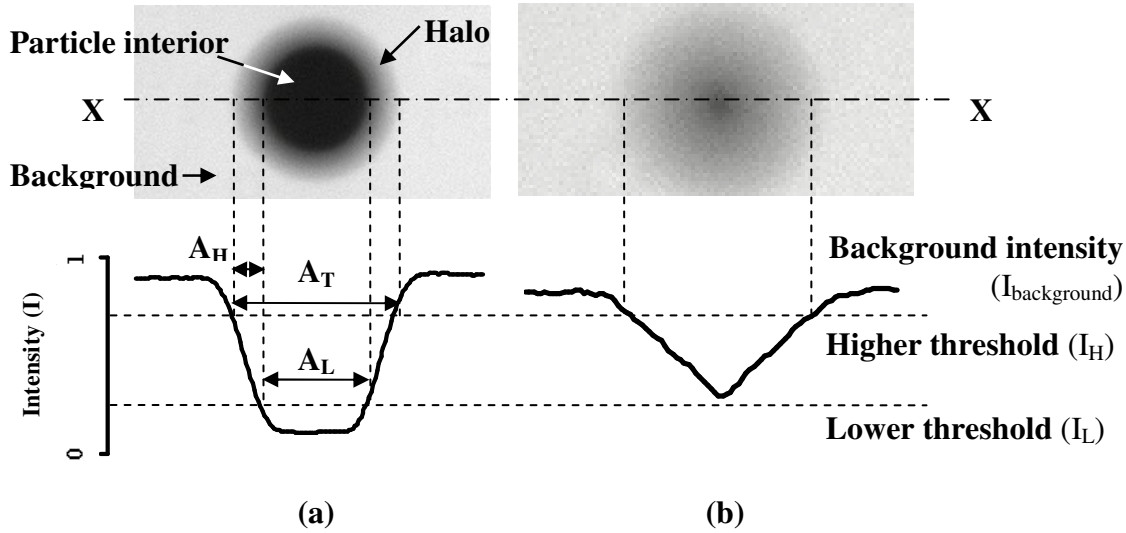 Particle interior
Halo
X
X
Background
A_H
A_T
A_L
1
Intensity (I)
0
Background intensity
(I_background)
Higher threshold (I_H)
Lower threshold (I_L)
(a)
(b)